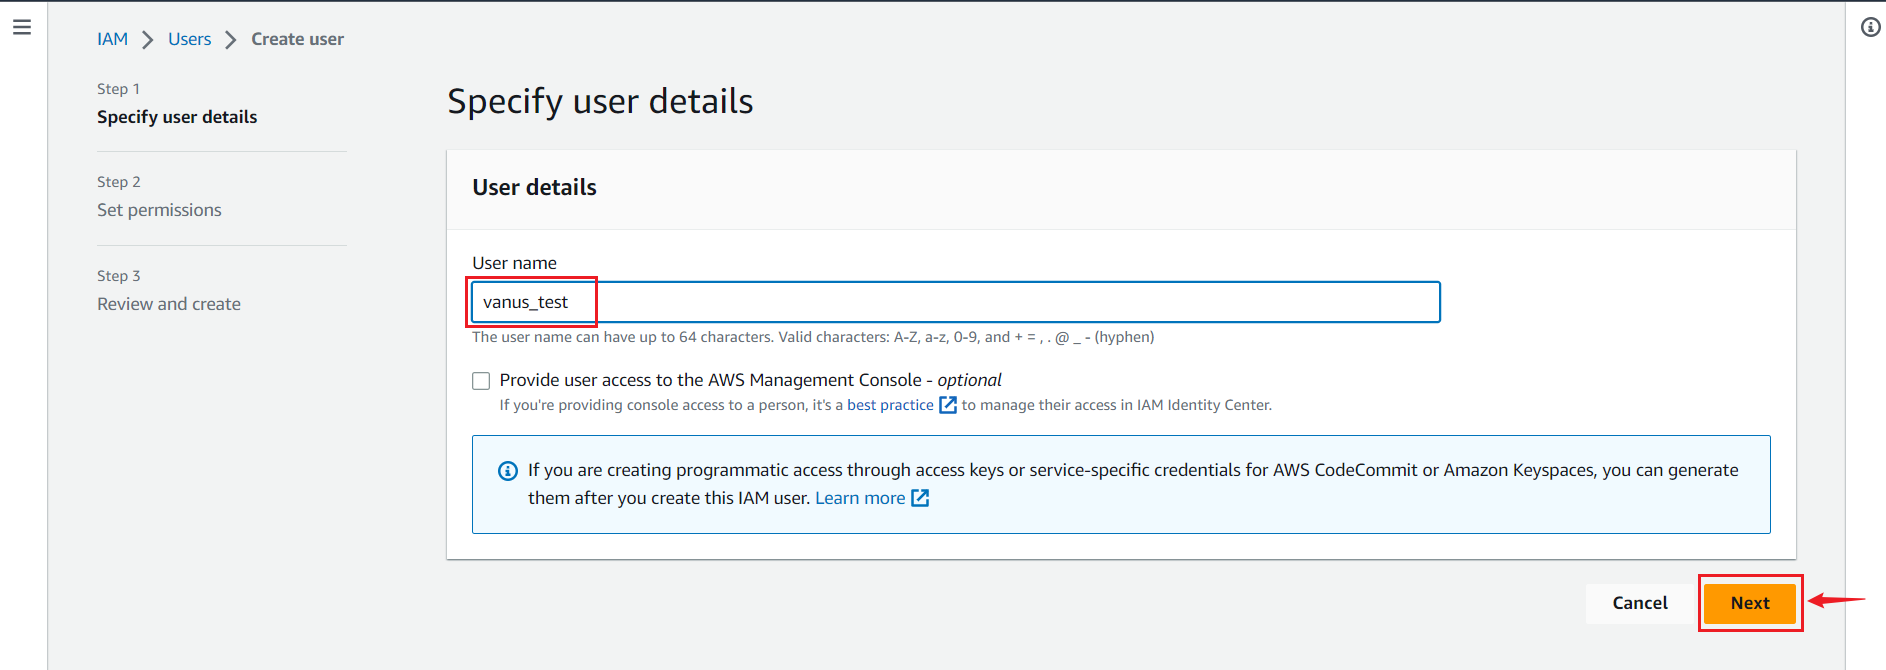 IAM > Users > Create user
Step 1
Specify user details
Step 2
Set permissions
Step 3
Review and create
Specify user details
User details
User name
vanus_test
The user name can have up to 64 characters. Valid characters: A-Z, a-z, 0-9, and + = , . @ _ - (hyphen)
Provide user access to the AWS Management Console - optional
If you're providing console access to a person, it's a best practice to manage their access in IAM Identity Center.
If you are creating programmatic access through access keys or service-specific credentials for AWS CodeCommit or Amazon Keyspaces, you can generate
them after you create this IAM user. Learn more
Cancel
Next